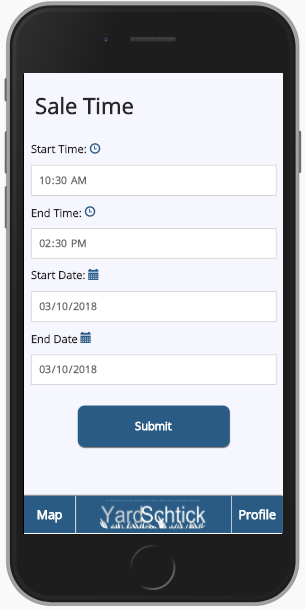 Sale Time
Start Time:
10:30 AM
End Time:
02:30 PM
Start Date:
03/10/2018
End Date
03/10/2018
Submit
Map YardSchtick Profile